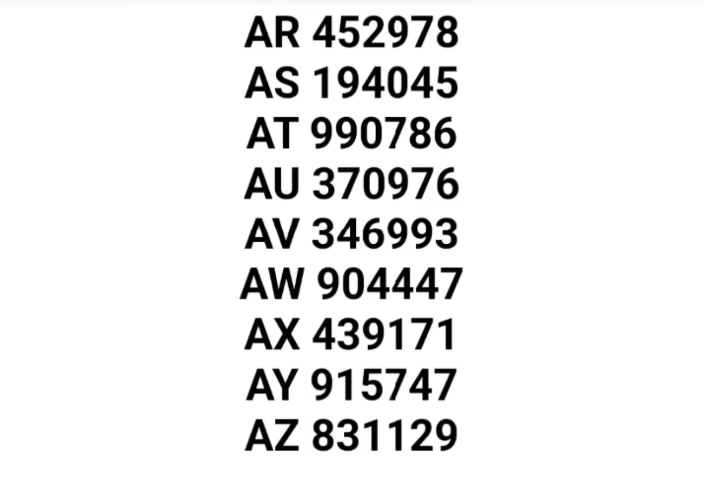 AR 452978
AS 194045
AT 990786
AU 370976
AV 346993
AW 904447
AX 439171
AY 915747
AZ 831129